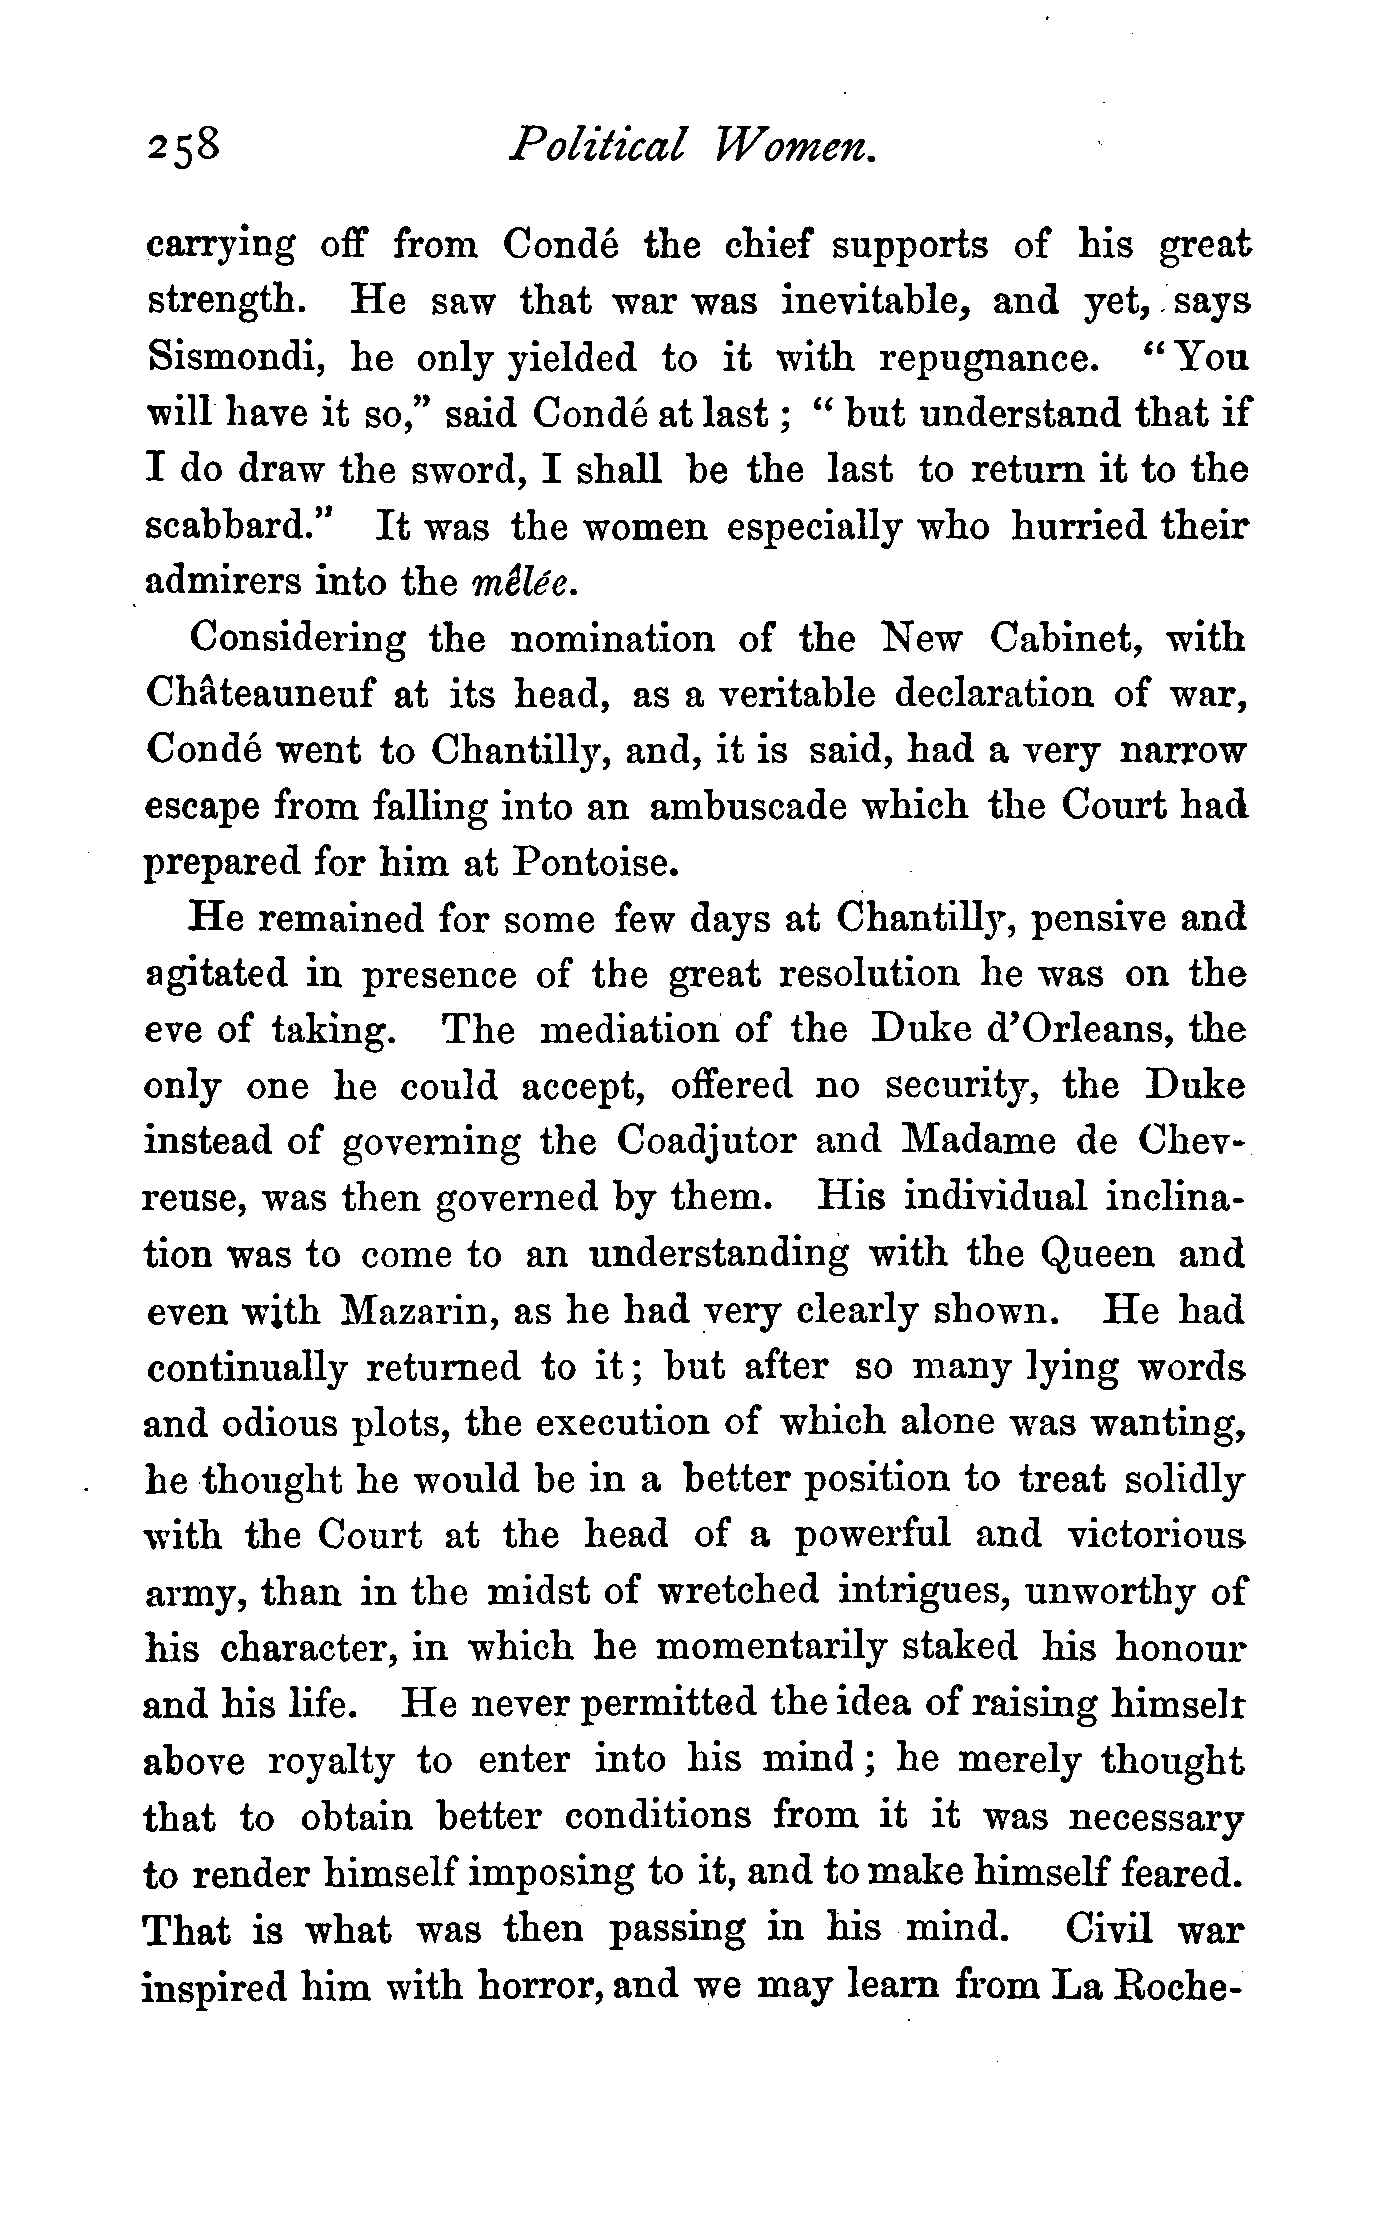 258 Political Women.
carrying off from Condé the chief supports of his great
strength. He saw that war was inevitable, and yet, says
Sismondi, he only yielded to it with repugnance. “You
will have it so,” said Condé at last ; “ but understand that if
I do draw the sword, I shall be the last to return it to the
scabbard.” It was the women especially who hurried their
admirers into the mêlée.
Considering the nomination of the New Cabinet, with
Châteauneuf at its head, as a veritable declaration of war,
Condé went to Chantilly, and, it is said, had a very narrow
escape from falling into an ambuscade which the Court had
prepared for him at Pontoise.
He remained for some few days at Chantilly, pensive and
agitated in presence of the great resolution he was on the
eve of taking. The mediation of the Duke d’Orleans, the
only one he could accept, offered no security, the Duke
instead of governing the Coadjutor and Madame de Chev-
reuse, was then governed by them. His individual inclina-
tion was to come to an understanding with the Queen and
even with Mazarin, as he had very clearly shown. He had
continually returned to it; but after so many lying words
and odious plots, the execution of which alone was wanting,
he thought he would be in a better position to treat solidly
with the Court at the head of a powerful and victorious
army, than in the midst of wretched intrigues, unworthy of
his character, in which he momentarily staked his honour
and his life. He never permitted the idea of raising himself
above royalty to enter into his mind ; he merely thought
that to obtain better conditions from it it was necessary
to render himself imposing to it, and to make himself feared.
That is what was then passing in his mind. Civil war
inspired him with horror, and we may learn from La Roche-